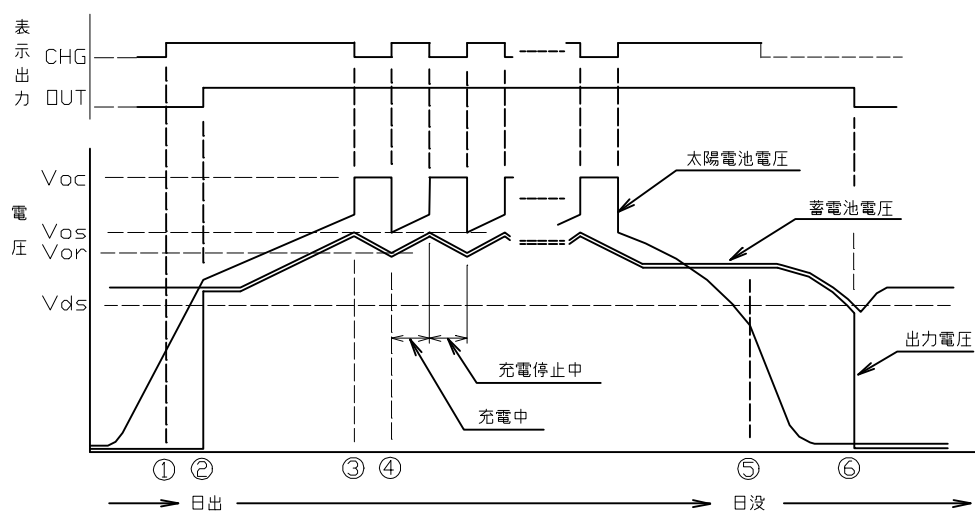 表示出力
CHG
OUT
電圧
Voc
太陽電池電圧
蓄電池電圧
Vos
Vor
Vds
出力電圧
充電停止中
充電中
① ② ③ ④ ⑤ ⑥
日出 日没